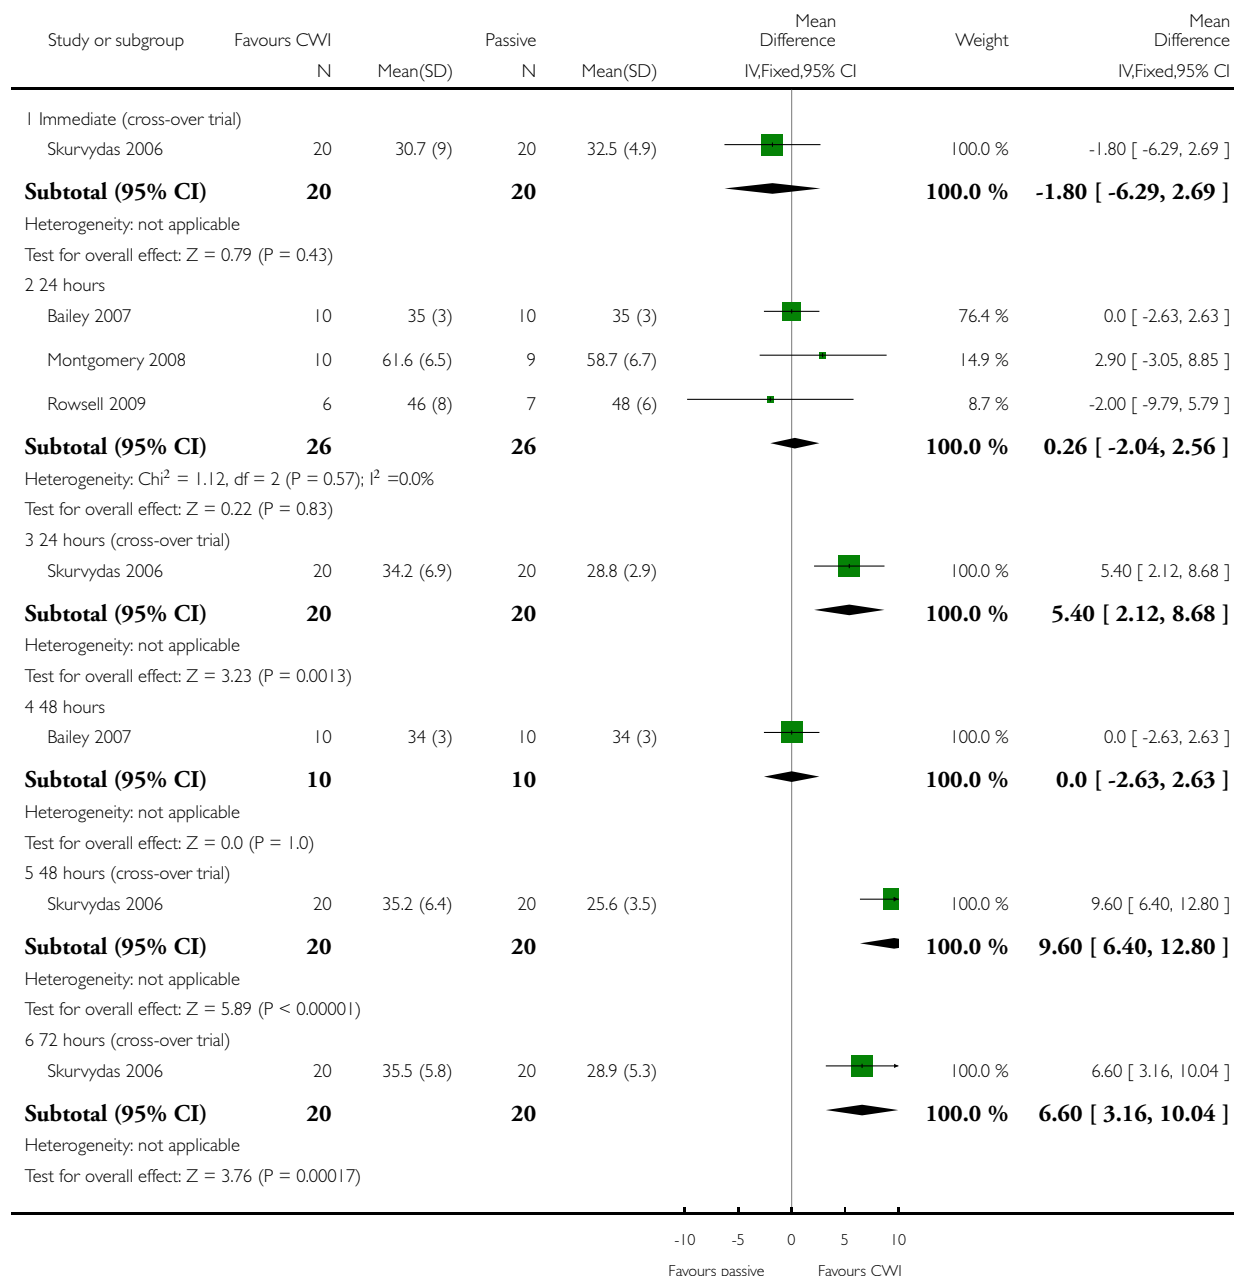 Study or subgroup Favours CWI Passive Mean Difference Weight Mean Difference
N Mean(SD) N Mean(SD) IV,Fixed,95% CI IV,Fixed,95% CI
1 Immediate (cross-over trial)
Skurvydas 2006 20 30.7 (9) 20 32.5 (4.9) 100.0 % -1.80 [ -6.29, 2.69 ]
Subtotal (95% CI) 20 20 100.0 % -1.80 [ -6.29, 2.69 ]
Heterogeneity: not applicable
Test for overall effect: Z = 0.79 (P = 0.43)
2 24 hours
Bailey 2007 10 35 (3) 10 35 (3) 76.4 % 0.0 [ -2.63, 2.63 ]
Montgomery 2008 10 61.6 (6.5) 9 58.7 (6.7) 14.9 % 2.90 [ -3.05, 8.85 ]
Rowsell 2009 6 46 (8) 7 48 (6) 8.7 % -2.00 [ -9.79, 5.79 ]
Subtotal (95% CI) 26 26 100.0 % 0.26 [ -2.04, 2.56 ]
Heterogeneity: Chi² = 1.12, df = 2 (P = 0.57); I² =0.0%
Test for overall effect: Z = 0.22 (P = 0.83)
3 24 hours (cross-over trial)
Skurvydas 2006 20 34.2 (6.9) 20 28.8 (2.9) 100.0 % 5.40 [ 2.12, 8.68 ]
Subtotal (95% CI) 20 20 100.0 % 5.40 [ 2.12, 8.68 ]
Heterogeneity: not applicable
Test for overall effect: Z = 3.23 (P = 0.0013)
4 48 hours
Bailey 2007 10 34 (3) 10 34 (3) 100.0 % 0.0 [ -2.63, 2.63 ]
Subtotal (95% CI) 10 10 100.0 % 0.0 [ -2.63, 2.63 ]
Heterogeneity: not applicable
Test for overall effect: Z = 0.0 (P = 1.0)
5 48 hours (cross-over trial)
Skurvydas 2006 20 35.2 (6.4) 20 25.6 (3.5) 100.0 % 9.60 [ 6.40, 12.80 ]
Subtotal (95% CI) 20 20 100.0 % 9.60 [ 6.40, 12.80 ]
Heterogeneity: not applicable
Test for overall effect: Z = 5.89 (P < 0.00001)
6 72 hours (cross-over trial)
Skurvydas 2006 20 35.5 (5.8) 20 28.9 (5.3) 100.0 % 6.60 [ 3.16, 10.04 ]
Subtotal (95% CI) 20 20 100.0 % 6.60 [ 3.16, 10.04 ]
Heterogeneity: not applicable
Test for overall effect: Z = 3.76 (P = 0.00017)
-10 -5 0 5 10
Favours passive Favours CWI